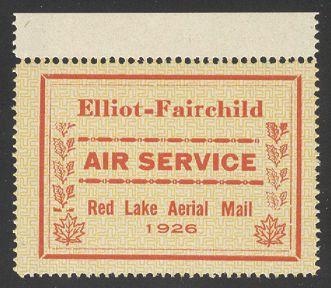 Elliot-Fairchild
AIR SERVICE
Red Lake Aerial Mail
1926